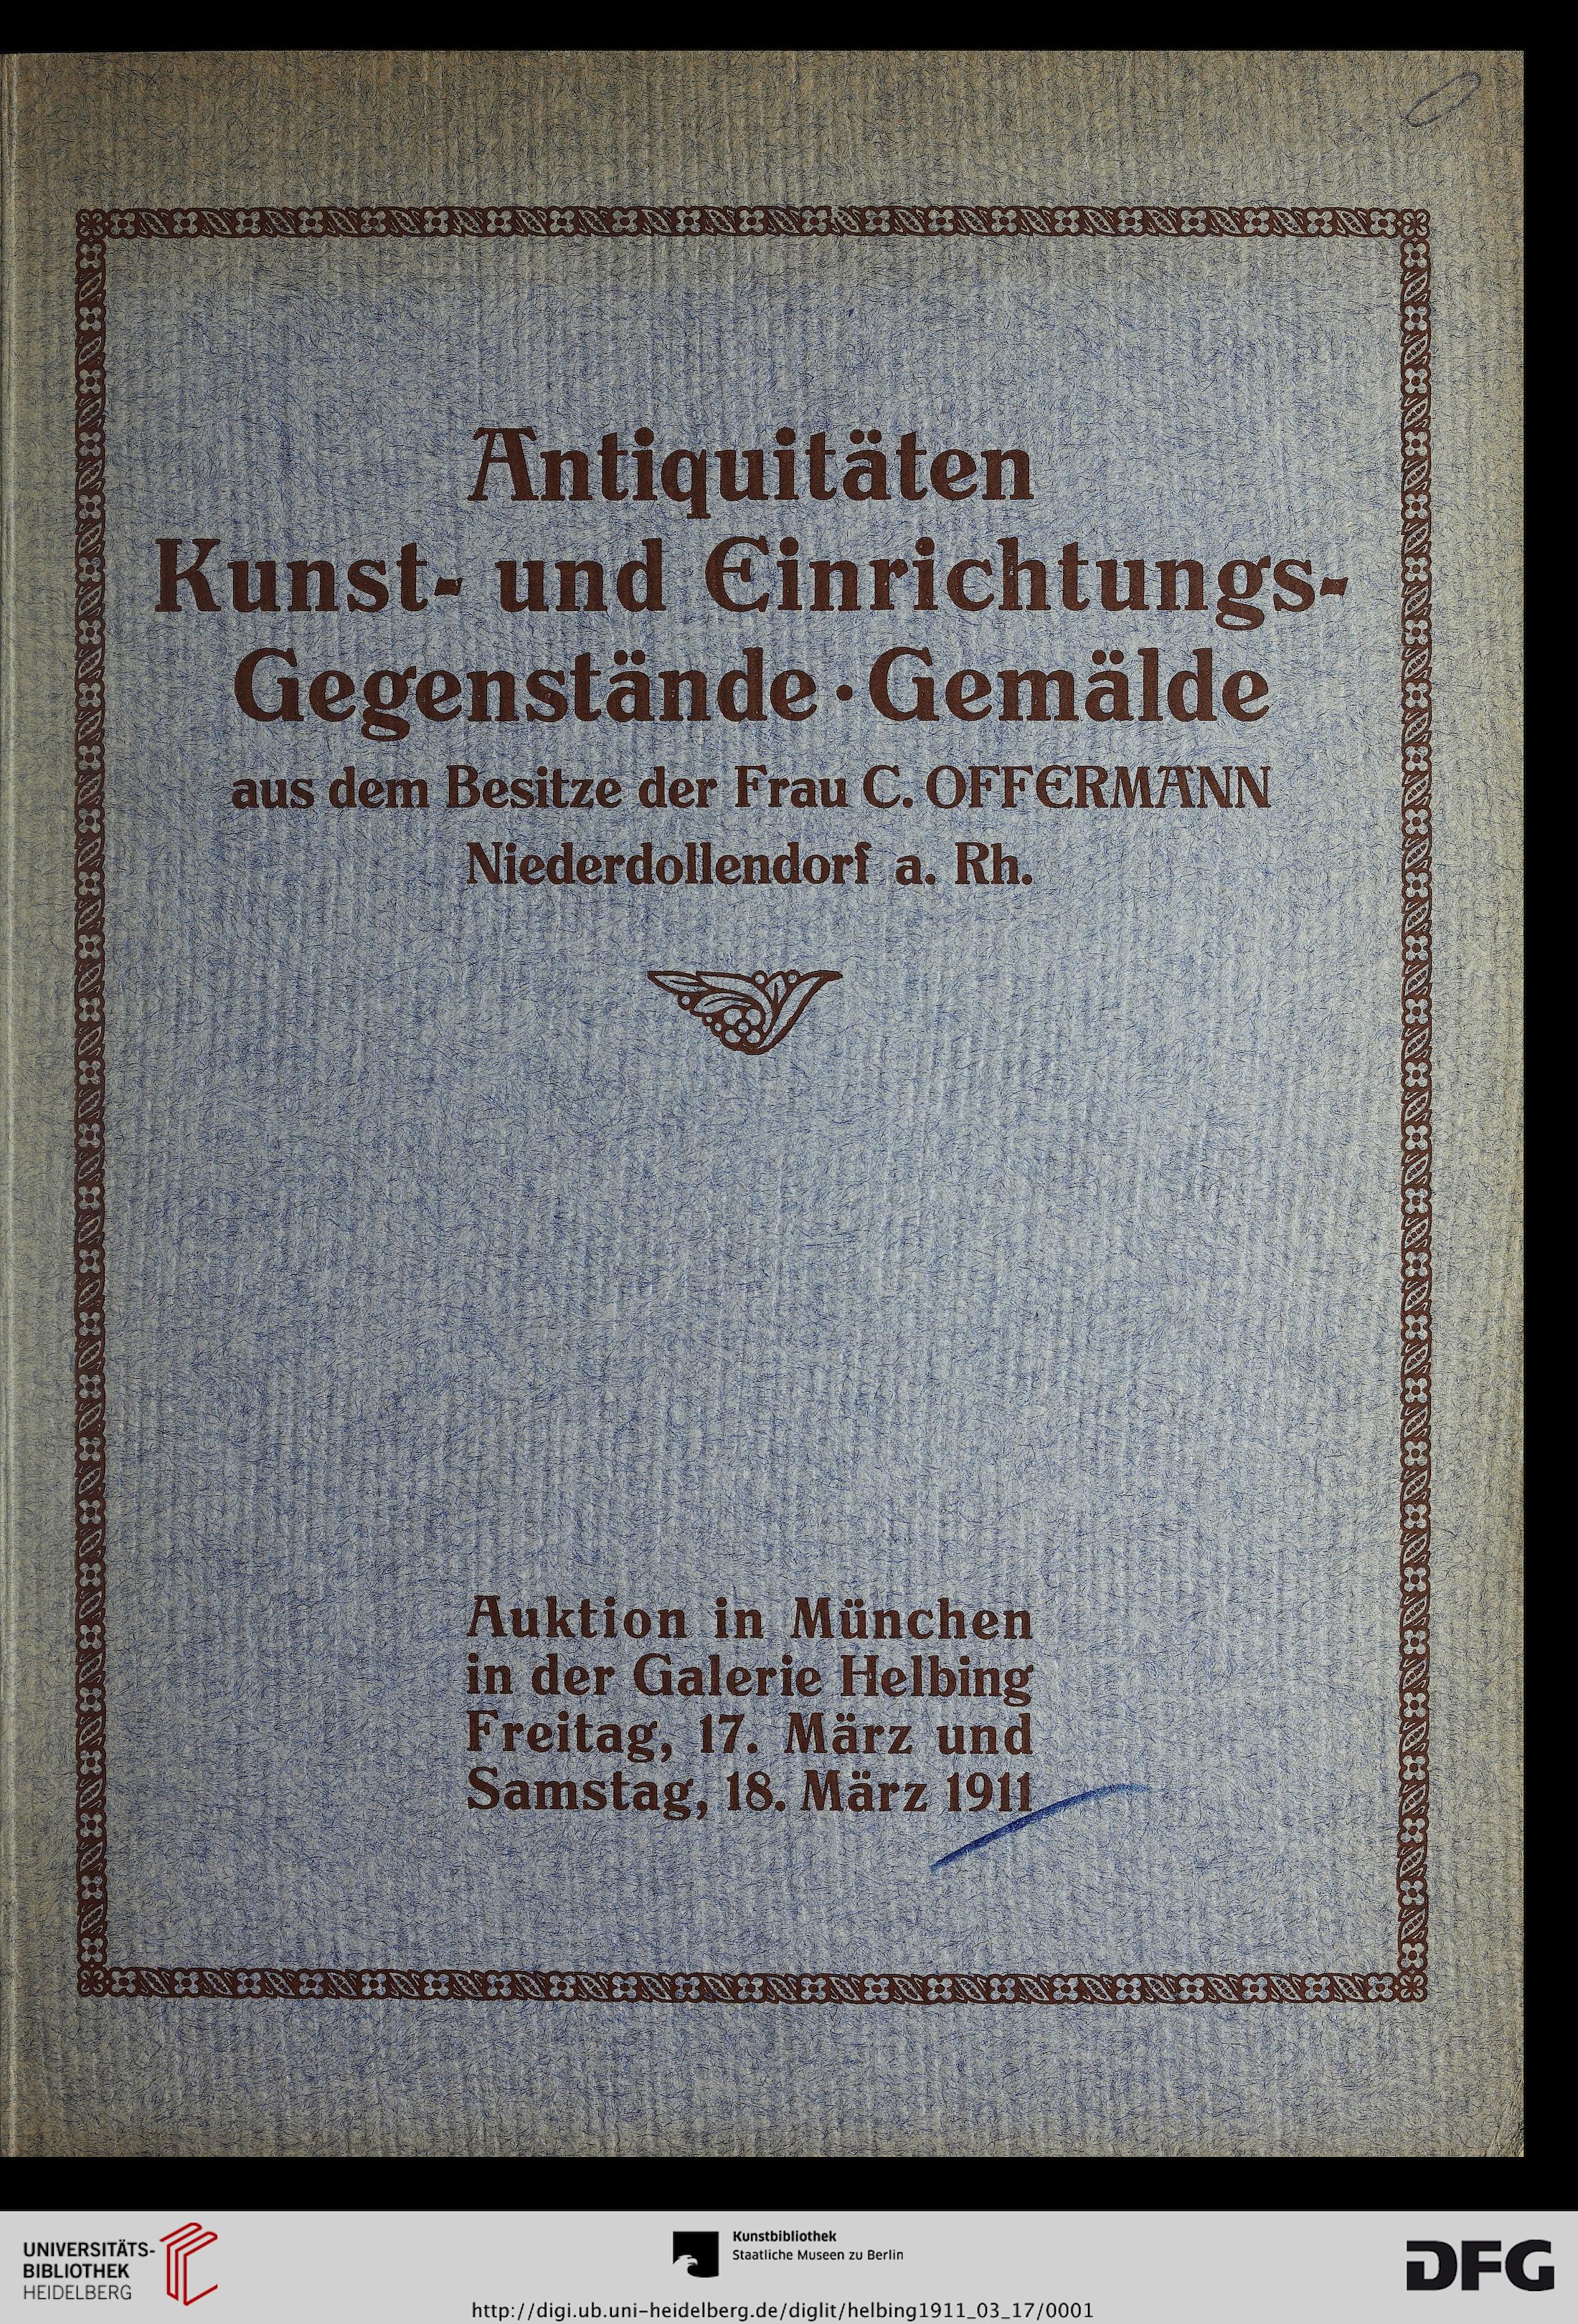 Antiquitäten
Kunst- und Einrichtungs-
Gegenstände · Gemälde
aus dem Besitze der Frau C. OFFERMANN
Niederdollendorf a. Rh.
Auktion in München
in der Galerie Helbing
Freitag, 17. März und
Samstag, 18. März 1911
UNIVERSITÄTS-
BIBLIOTHEK
HEIDELBERG
Kunstbibliothek
Staatliche Museen zu Berlin
DFG
http://digi.ub.uni-heidelberg.de/diglit/helbing1911_03_17/0001